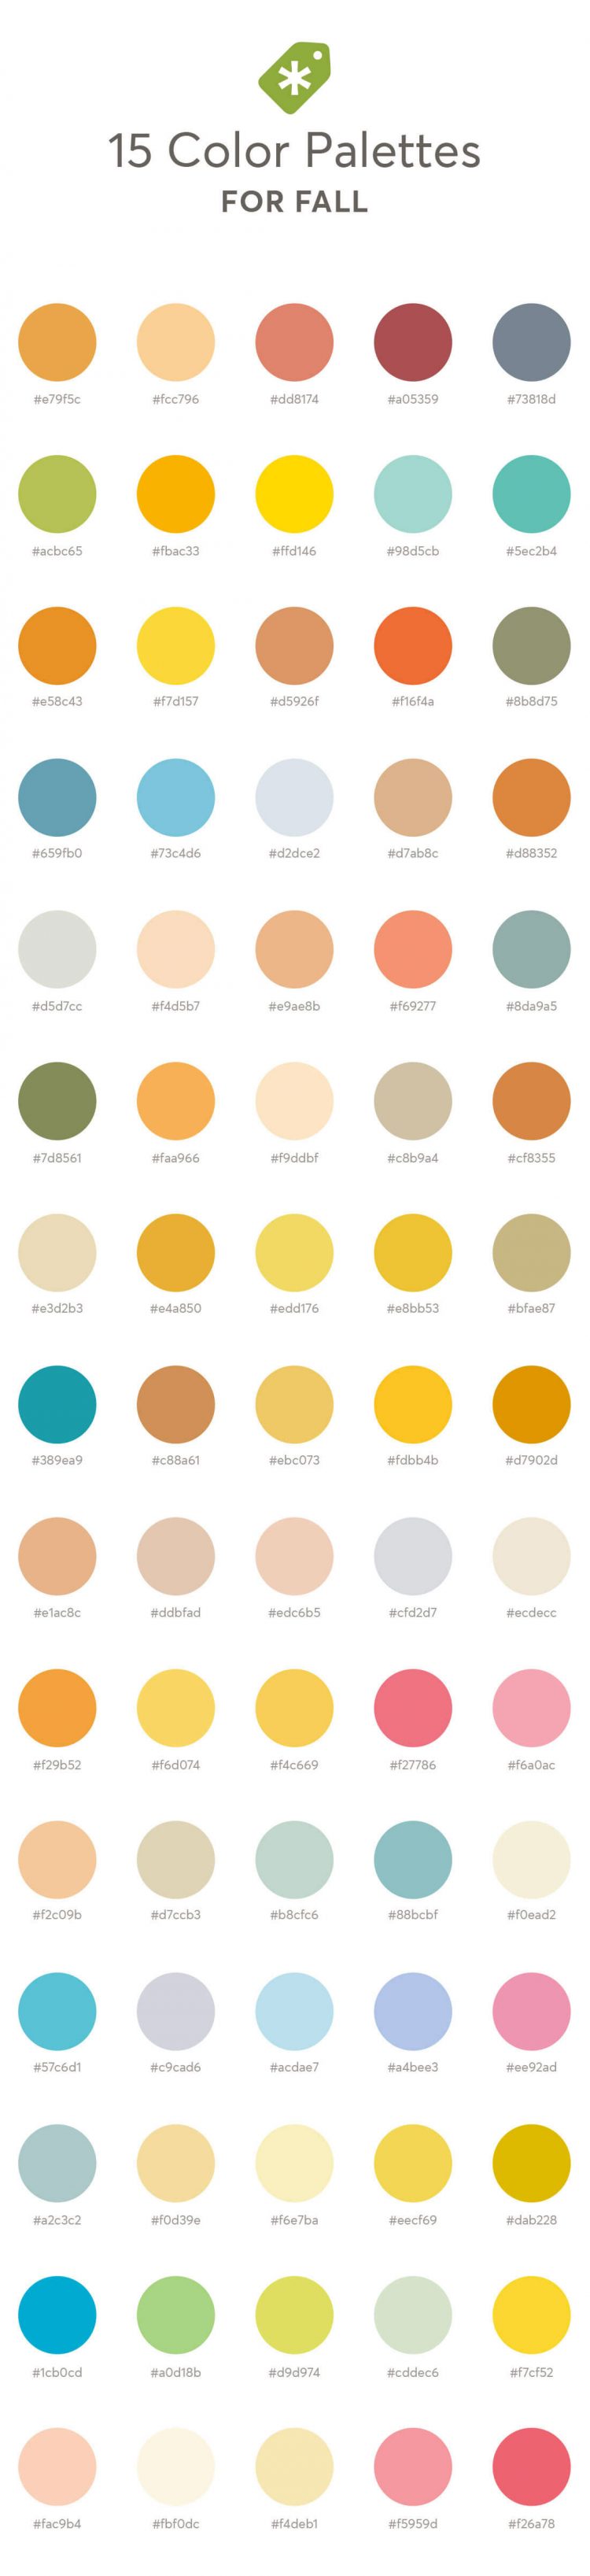 15 Color Palettes
FOR FALL
#e79f5c #fcc796 #dd8174 #a05359 #73818d
#acbc65 #fbac33 #ffd146 #98d5cb #5ec2b4
#e58c43 #f7d157 #d5926f #f16f4a #8b8d75
#659fb0 #73c4d6 #d2dce2 #d7ab8c #d88352
#d5d7cc #f4d5b7 #e9ae8b #f69277 #8da9a5
#7d8561 #faa966 #f9ddbf #c8b9a4 #cf8355
#e3d2b3 #e4a850 #edd176 #e8bb53 #bfae87
#389ea9 #c88a61 #ebc073 #fdbb4b #d7902d
#e1ac8c #ddbfad #edc6b5 #cfd2d7 #ecdecc
#f29b52 #f6d074 #f4c669 #f27786 #f6a0ac
#f2c09b #d7ccb3 #b8cfc6 #88bcbf #f0ead2
#57c6d1 #c9cad6 #acdae7 #a4bee3 #ee92ad
#a2c3c2 #f0d39e #f6e7ba #eecf69 #dab228
#1cb0cd #a0d18b #d9d974 #cddec6 #f7cf52
#fac9b4 #fbf0dc #f4deb1 #f5959d #f26a78